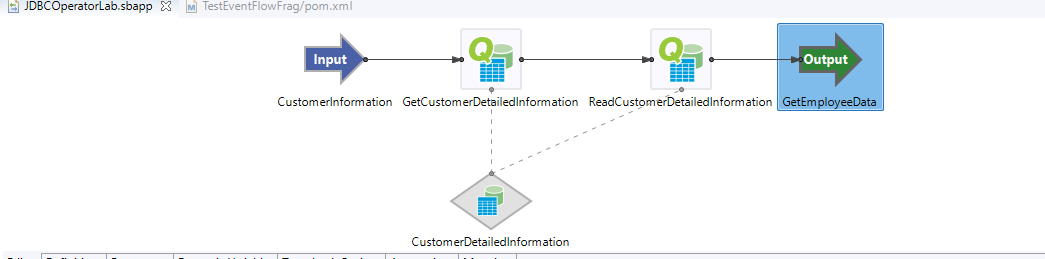 JDBCOperatorLab.sbapp
TestEventFlowFrag/pom.xml
Input
Output
CustomerInformation
GetCustomerDetailedInformation
ReadCustomerDetailedInformation
GetEmployeeData
CustomerDetailedInformation